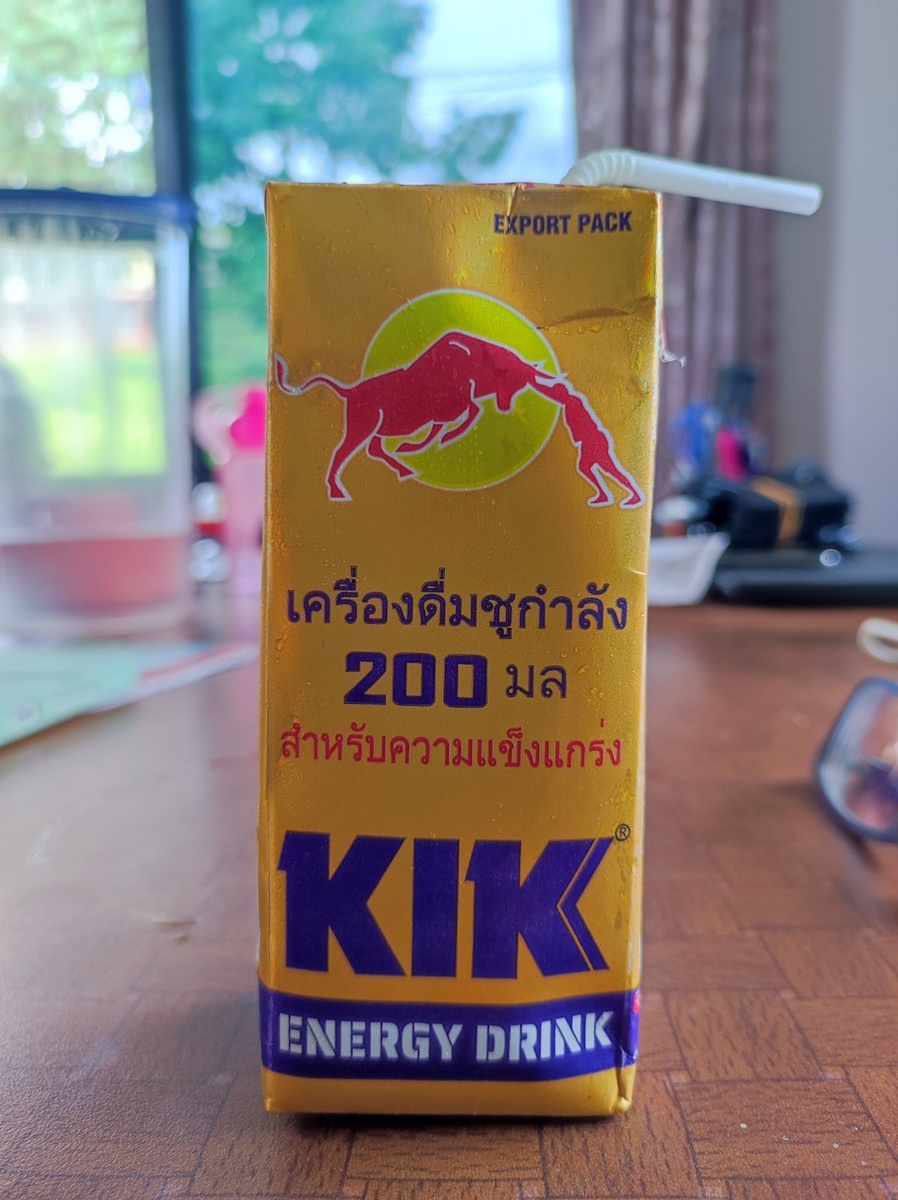 EXPORT PACK
เครื่องดื่มชูกำลัง
200 มล
สำหรับความแข็งแกร่ง
KIK®
ENERGY DRINK